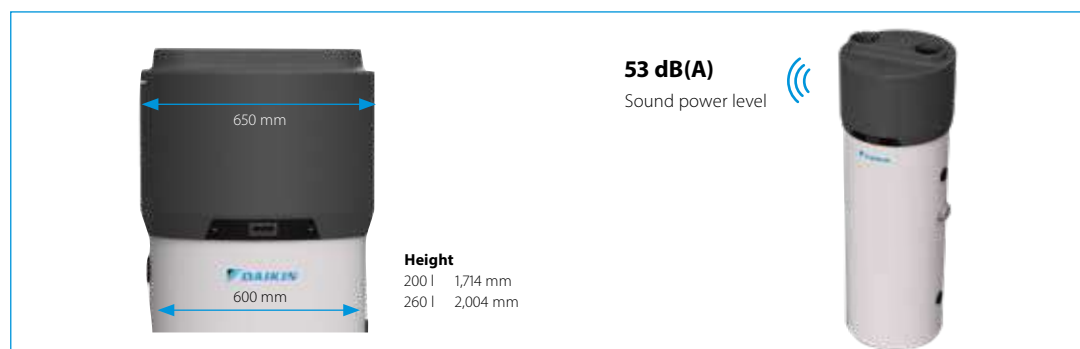 650 mm
DAIKIN
600 mm
Height
200 l 1,714 mm
260 l 2,004 mm
53 dB(A)
Sound power level
DAIKIN